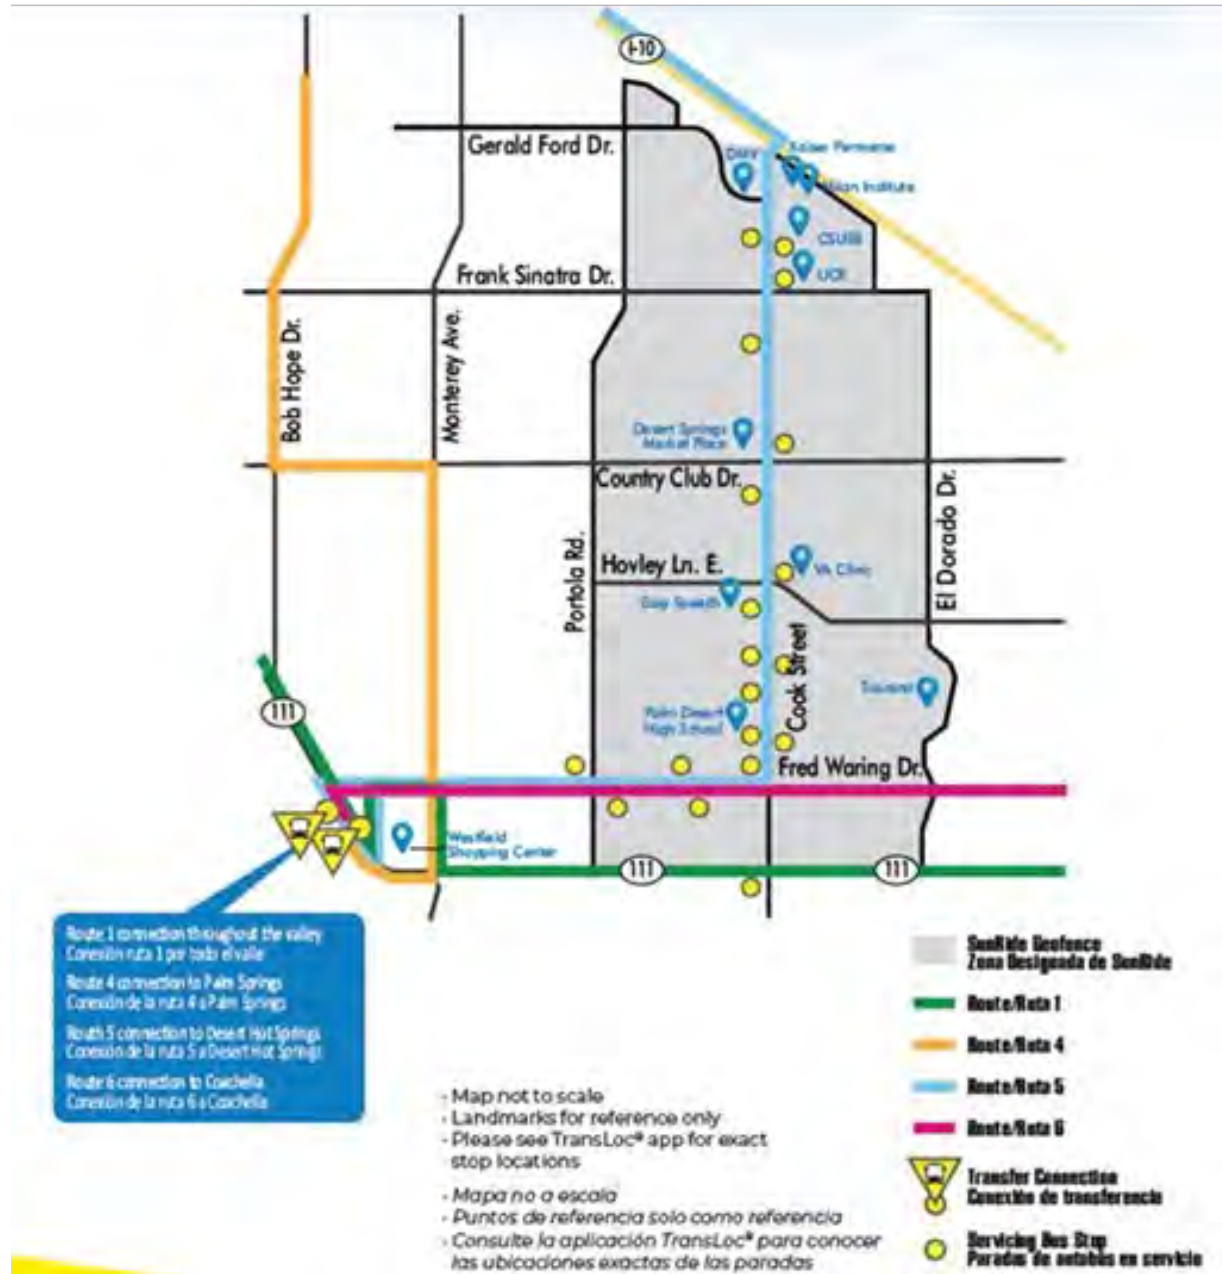 I-10
Gerald Ford Dr.
DMV
Kaiser Permanente
Milan Institute
CSUSB
UCR
Frank Sinatra Dr.
Bob Hope Dr.
Monterey Ave.
Desert Springs
Market Place
Country Club Dr.
Portola Rd.
Hovley Ln. E.
VA Clinic
El Dorado Dr.
Cook Street
Palm Desert
High School
111
Fred Waring Dr.
Westfield
Shopping Center
111
111
Route 1 connection throughout the valley
Conexión ruta 1 por todo el valle
Route 4 connection to Palm Springs
Conexión de la ruta 4 a Palm Springs
Routh 5 connection to Desert Hot Springs
Conexión de la ruta 5 a Desert Hot Springs
Route 6 connection to Coachella
Conexión de la ruta 6 a Coachella
SunRide Geofence
Zona Designada de SunRide
Route/Ruta 1
Route/Ruta 4
Route/Ruta 5
Route/Ruta 6
Transfer Connection
Conexión de transferencia
Servicing Bus Stop
Paradas de autobús en servicio
- Map not to scale
- Landmarks for reference only
- Please see TransLoc® app for exact
stop locations
- Mapa no a escala
- Puntos de referencia solo como referencia
- Consulte la aplicación TransLoc® para conocer
las ubicaciones exactas de las paradas